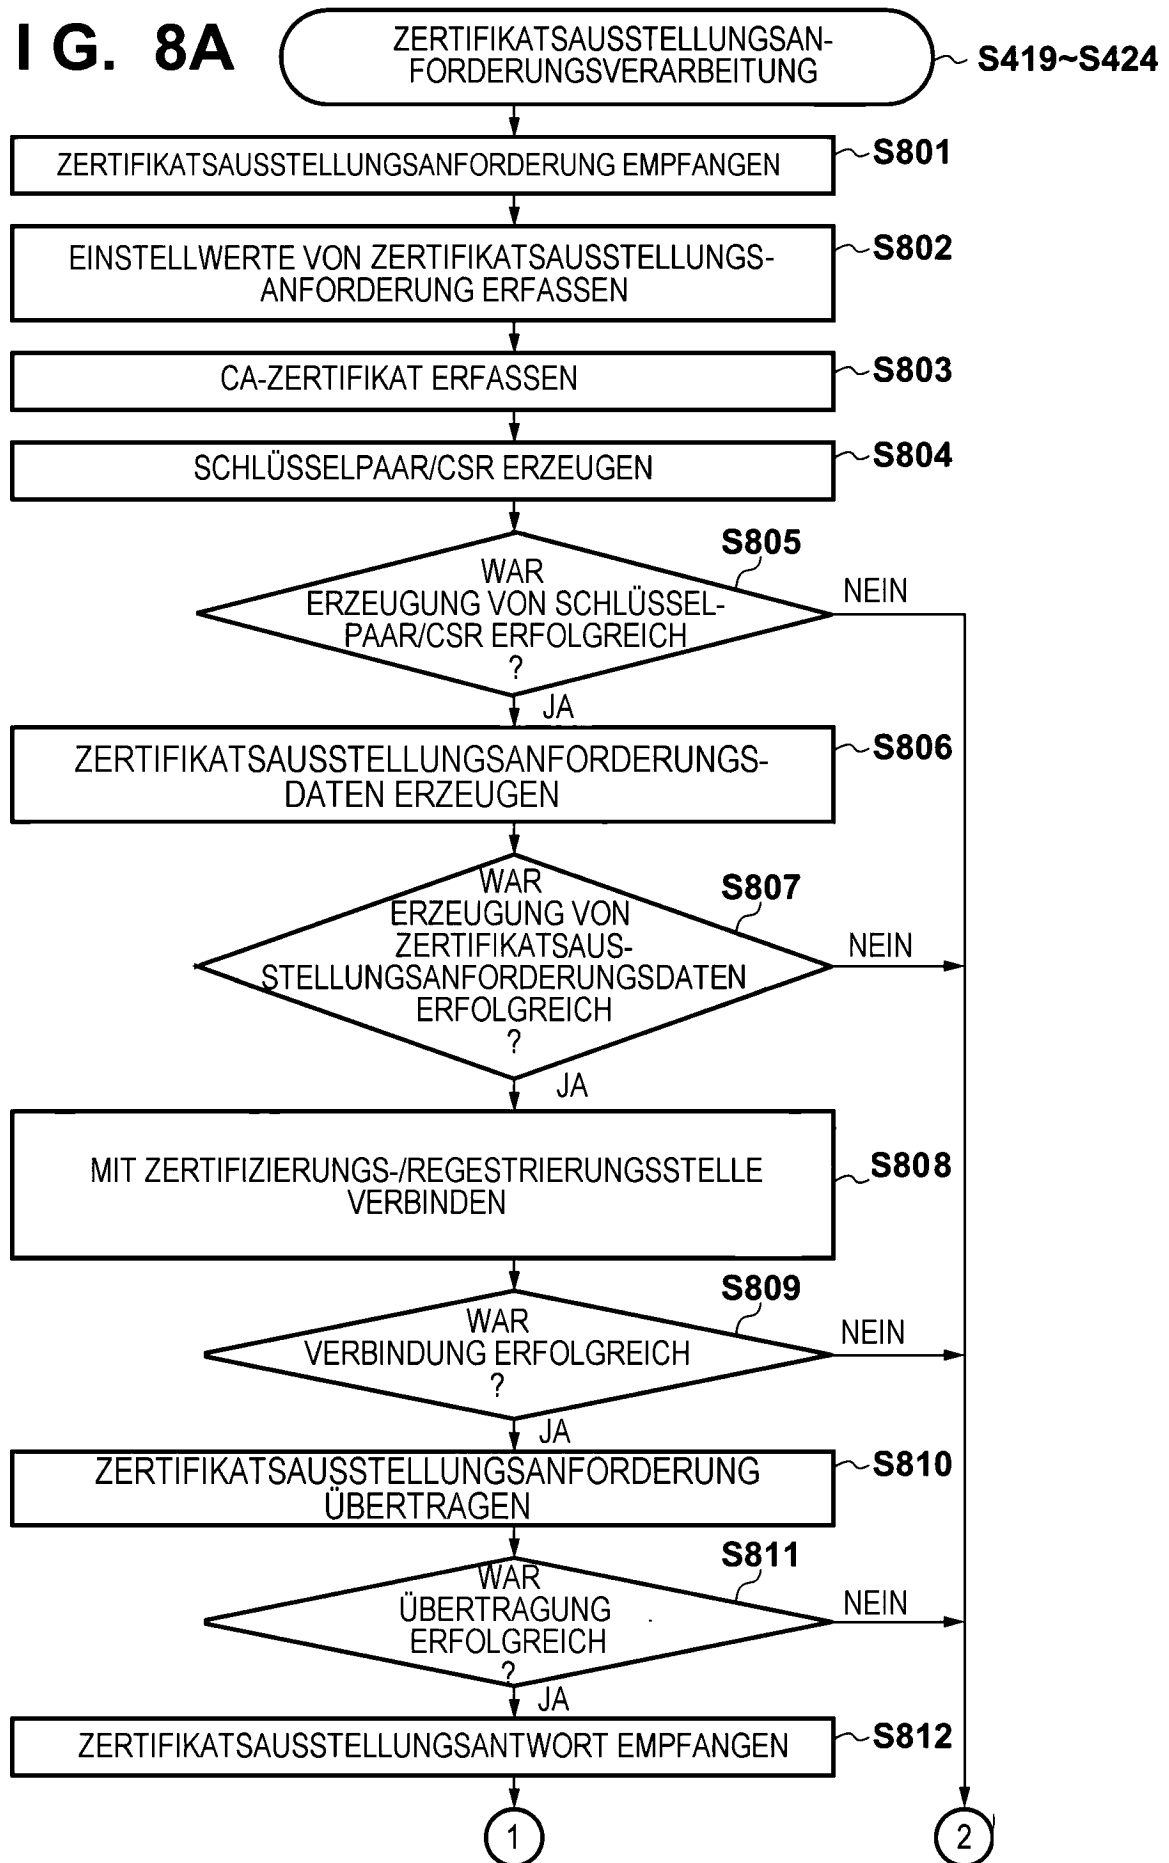 I G. 8A
ZERTIFIKATSAUSSTELLUNGSAN-
FORDERUNGSVERARBEITUNG
S419~S424
ZERTIFIKATSAUSSTELLUNGSANFORDERUNG EMPFANGEN
S801
EINSTELLWERTE VON ZERTIFIKATSAUSSTELLUNGS-
ANFORDERUNG ERFASSEN
S802
CA-ZERTIFIKAT ERFASSEN
S803
SCHLÜSSELPAAR/CSR ERZEUGEN
S804
S805
WAR
ERZEUGUNG VON SCHLÜSSEL-
PAAR/CSR ERFOLGREICH
?
NEIN
JA
ZERTIFIKATSAUSSTELLUNGSANFORDERUNGS-
DATEN ERZEUGEN
S806
S807
WAR
ERZEUGUNG VON
ZERTIFIKATSAUS-
STELLUNGSANFORDERUNGSDATEN
ERFOLGREICH
?
NEIN
JA
MIT ZERTIFIZIERUNGS-/REGESTRIERUNGSSTELLE
VERBINDEN
S808
S809
WAR
VERBINDUNG ERFOLGREICH
?
NEIN
JA
ZERTIFIKATSAUSSTELLUNGSANFORDERUNG
ÜBERTRAGEN
S810
S811
WAR
ÜBERTRAGUNG
ERFOLGREICH
?
NEIN
JA
ZERTIFIKATSAUSSTELLUNGSANTWORT EMPFANGEN
S812
1
2